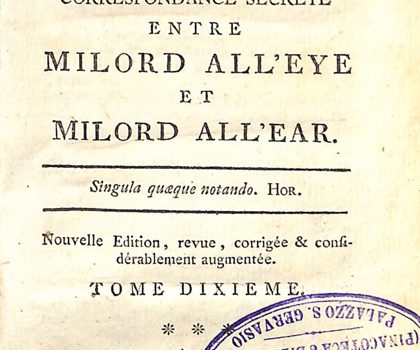 CORRESPONDANCE SECRETE
ENTRE
MILORD ALL'EYE
ET
MILORD ALL'EAR.
Singula quæque notando. HOR.
Nouvelle Edition, revue, corrigée & consi-
dérablement augmentée.
TOME DIXIEME.
* * *
(PINACOTECA E
PALAZZO S. GERVASIO